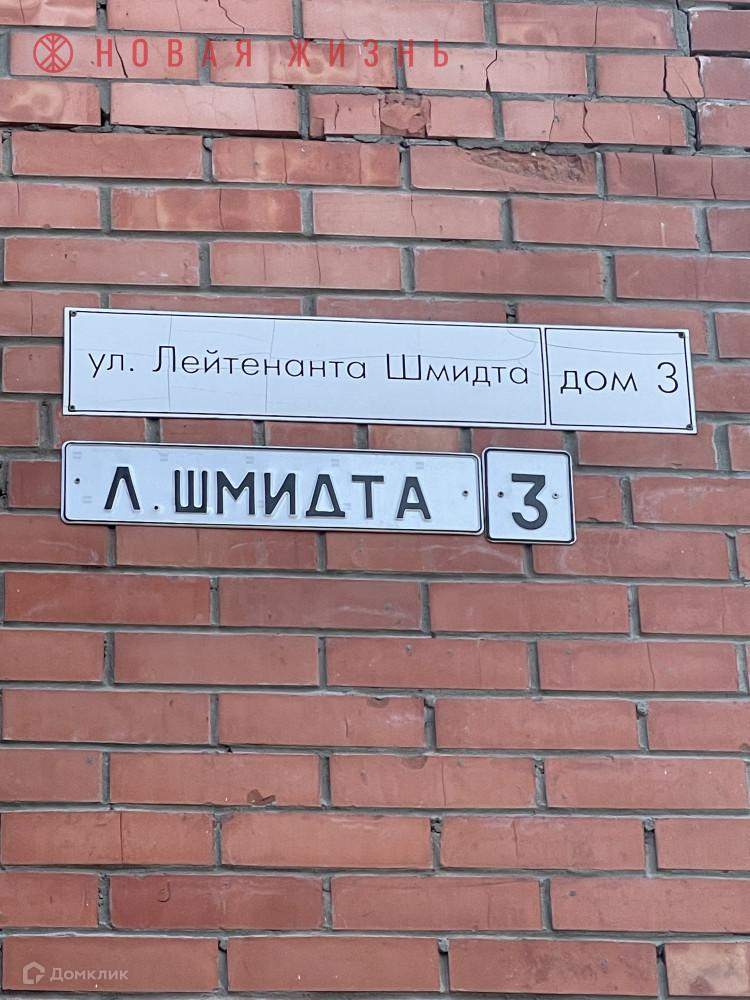 НОВАЯ ЖИЗНЬ
ул. Лейтенанта Шмидта дом 3
Л. ШМИДТА 3
Домклик